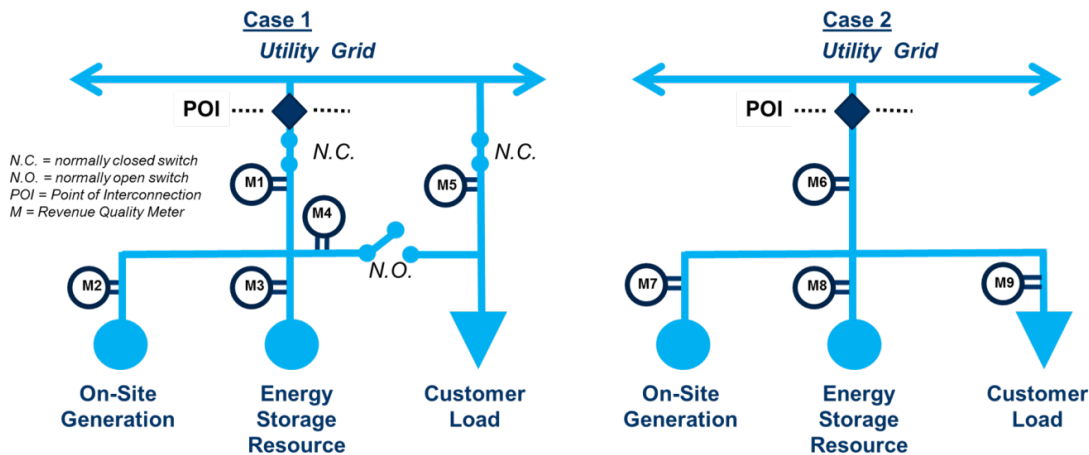 Case 1
Utility Grid
POI
N.C.
N.C.
N.C. = normally closed switch
N.O. = normally open switch
POI = Point of Interconnection
M = Revenue Quality Meter
M1
M5
M4
N.O.
M2
M3
On-Site
Generation
Energy
Storage
Resource
Customer
Load
Case 2
Utility Grid
POI
M6
M7
M8
M9
On-Site
Generation
Energy
Storage
Resource
Customer
Load